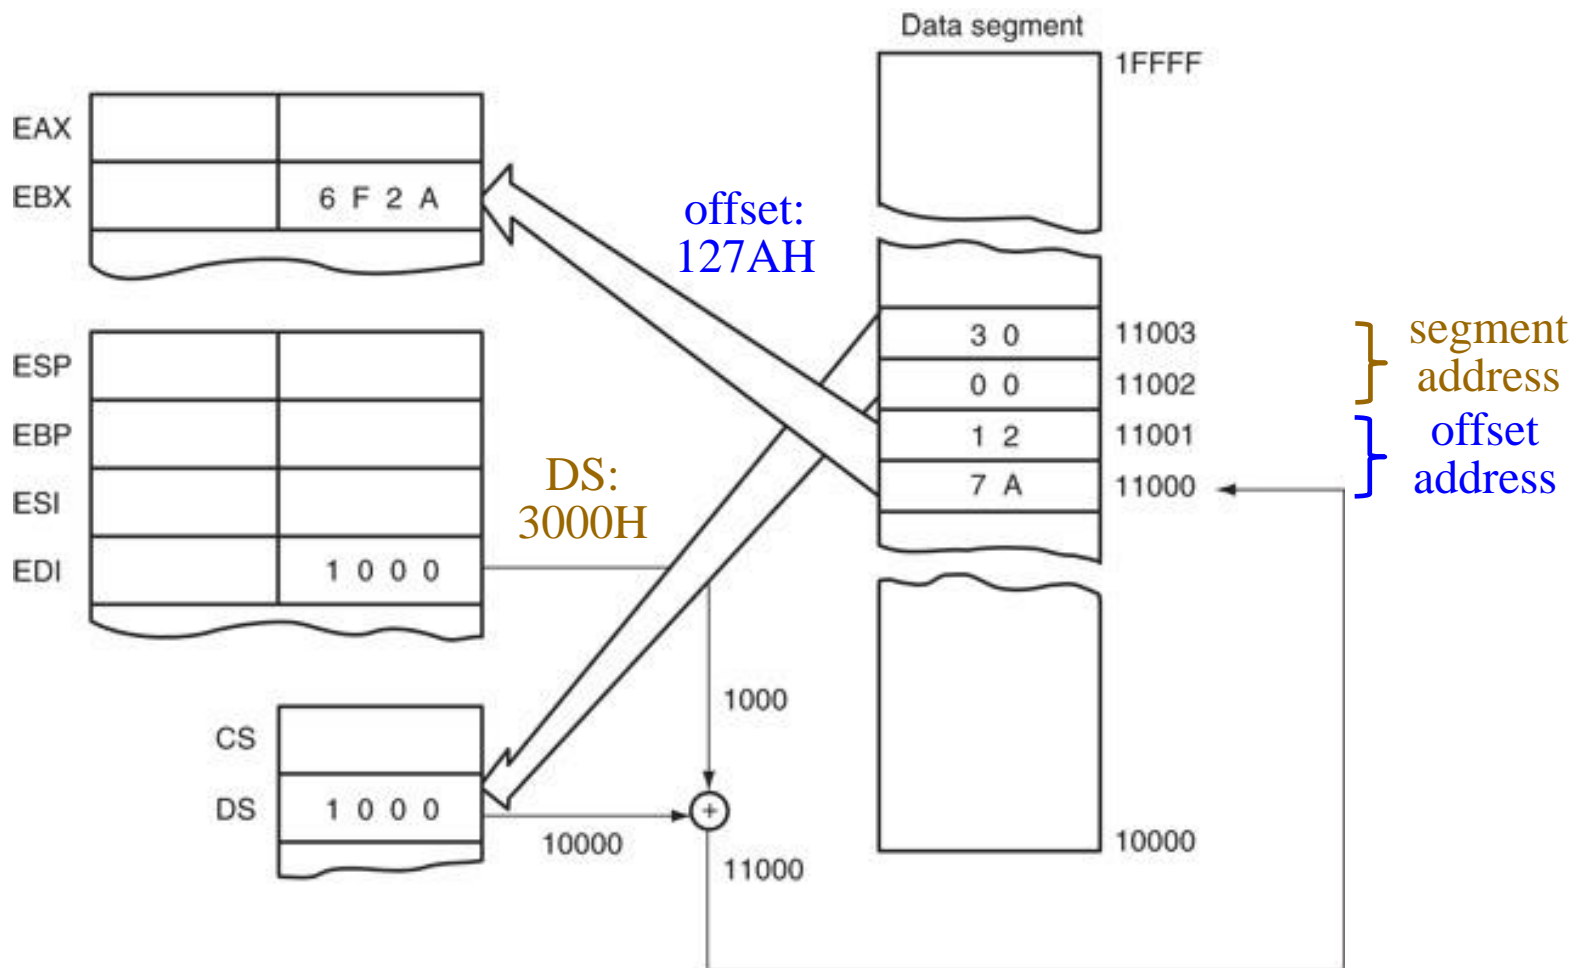 Data segment
1FFFF
EAX
EBX
6 F 2 A
offset:
127AH
3 0
11003
segment
address
0 0
11002
1 2
11001
offset
address
7 A
11000
ESP
EBP
ESI
EDI
1 0 0 0
DS:
3000H
1000
CS
DS
1 0 0 0
10000
+
11000
10000